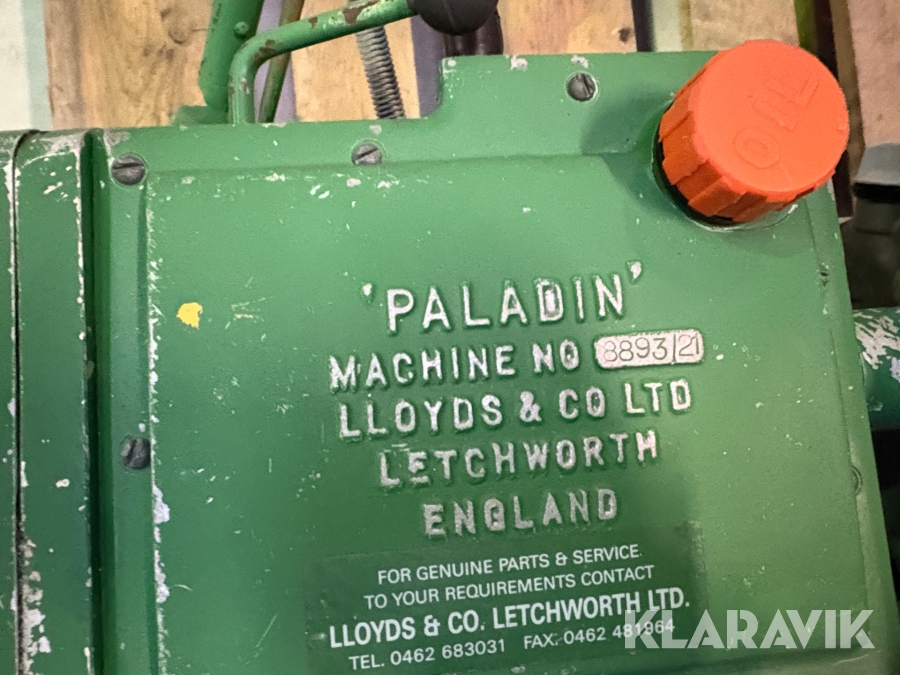 OIL
'PALADIN'
MACHINE NO 8893/21
LLOYDS & CO LTD
LETCHWORTH
ENGLAND
FOR GENUINE PARTS & SERVICE.
TO YOUR REQUIREMENTS CONTACT
LLOYDS & CO. LETCHWORTH LTD.
TEL. 0462 683031 FAX. 0462 481964
KLARAVIK